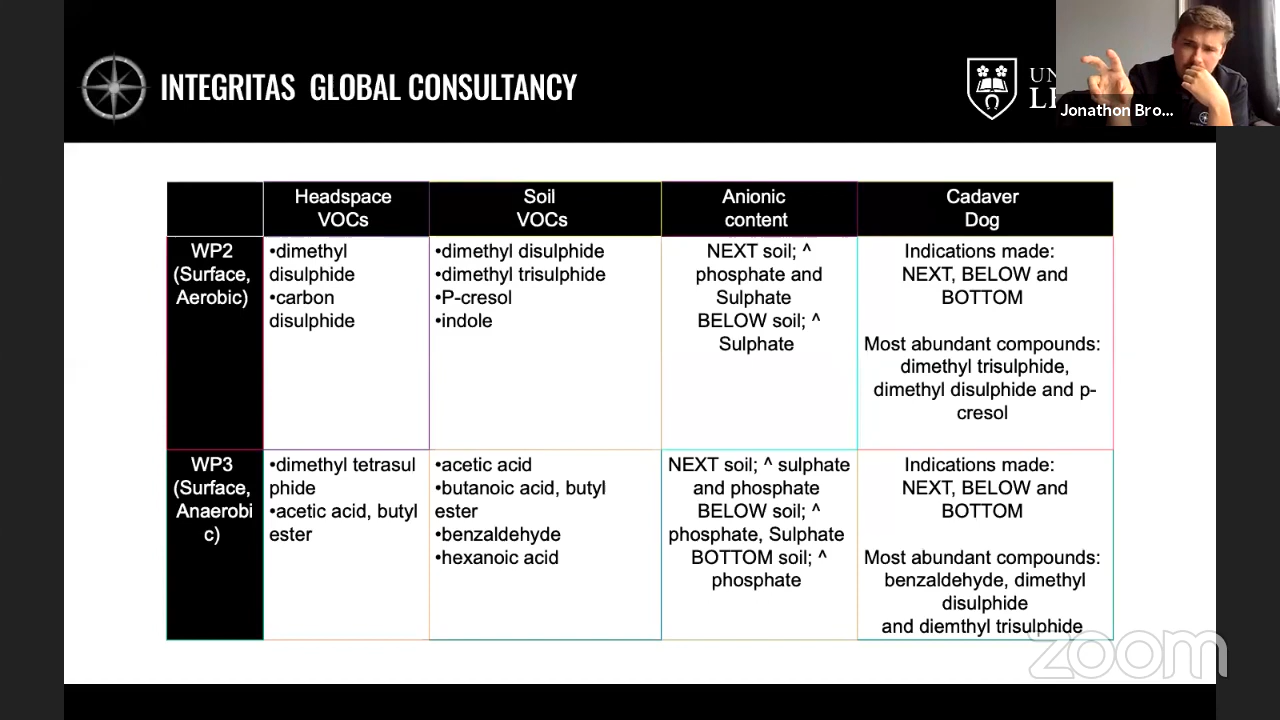 INTEGRITAS GLOBAL CONSULTANCY
UN
LE
Jonathon Bro...
Headspace
VOCs
Soil
VOCs
Anionic
content
Cadaver
Dog
WP2
(Surface,
Aerobic)
•dimethyl
disulphide
•carbon
disulphide
•dimethyl disulphide
•dimethyl trisulphide
•P-cresol
•indole
NEXT soil; ^
phosphate and
Sulphate
BELOW soil; ^
Sulphate
Indications made:
NEXT, BELOW and
BOTTOM
Most abundant compounds:
dimethyl trisulphide,
dimethyl disulphide and p-
cresol
WP3
(Surface,
Anaerobi
c)
•dimethyl tetrasul
phide
•acetic acid, butyl
ester
•acetic acid
•butanoic acid, butyl
ester
•benzaldehyde
•hexanoic acid
NEXT soil; ^ sulphate
and phosphate
BELOW soil; ^
phosphate, Sulphate
BOTTOM soil; ^
phosphate
Indications made:
NEXT, BELOW and
BOTTOM
Most abundant compounds:
benzaldehyde, dimethyl
disulphide
and diemthyl trisulphide
zoom